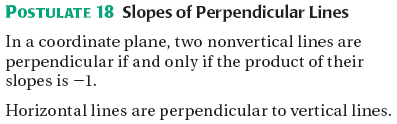 POSTULATE 18 Slopes of Perpendicular Lines
In a coordinate plane, two nonvertical lines are
perpendicular if and only if the product of their
slopes is −1.
Horizontal lines are perpendicular to vertical lines.